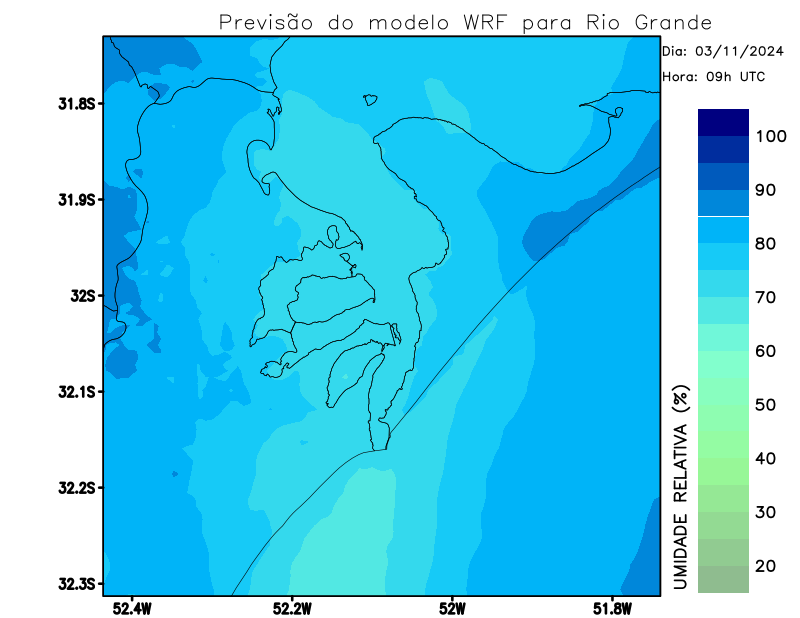 Previsão do modelo WRF para Rio Grande
Dia: 03/11/2024
Hora: 09h UTC
31.8S
31.9S
32S
32.1S
32.2S
32.3S
52.4W
52.2W
52W
51.8W
100
90
80
70
60
50
40
30
20
UMIDADE RELATIVA (%)